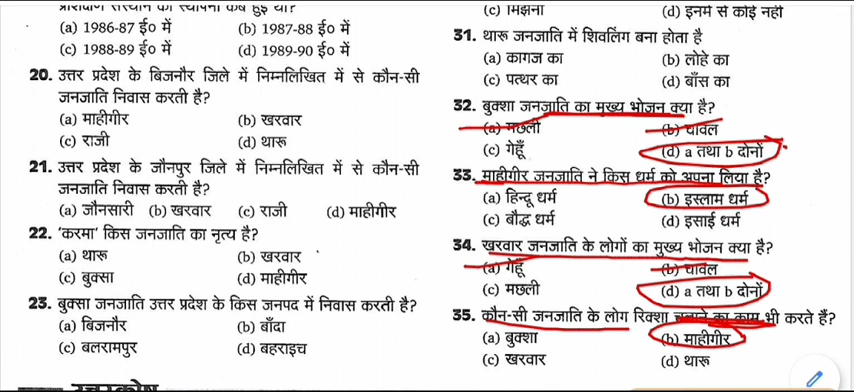 (a) 1986-87 ई० में (b) 1987-88 ई० में
(c) 1988-89 ई० में (d) 1989-90 ई० में
20. उत्तर प्रदेश के बिजनौर जिले में निम्नलिखित में से कौन-सी
जनजाति निवास करती है?
(a) माहीगीर (b) खरवार
(c) राजी (d) थारू
21. उत्तर प्रदेश के जौनपुर जिले में निम्नलिखित में से कौन-सी
जनजाति निवास करती है?
(a) जौनसारी (b) खरवार (c) राजी (d) माहीगीर
22. ‘करमा’ किस जनजाति का नृत्य है?
(a) थारू (b) खरवार
(c) बुक्सा (d) माहीगीर
23. बुक्सा जनजाति उत्तर प्रदेश के किस जनपद में निवास करती है?
(a) बिजनौर (b) बाँदा
(c) बलरामपुर (d) बहराइच
(c) मिझना (d) इनमें से कोई नहीं
31. थारू जनजाति में शिवलिंग बना होता है
(a) कागज का (b) लोहे का
(c) पत्थर का (d) बाँस का
32. बुक्शा जनजाति का मुख्य भोजन क्या है?
(a) मछली (b) चावल
(c) गेहूँ (d) a तथा b दोनों
33. माहीगीर जनजाति ने किस धर्म को अपना लिया है?
(a) हिन्दू धर्म (b) इस्लाम धर्म
(c) बौद्ध धर्म (d) इसाई धर्म
34. खरवार जनजाति के लोगों का मुख्य भोजन क्या है?
(a) गेहूँ (b) चावल
(c) मछली (d) a तथा b दोनों
35. कौन-सी जनजाति के लोग रिक्शा चलाने का काम भी करते हैं?
(a) बुक्शा (b) माहीगीर
(c) खरवार (d) थारू